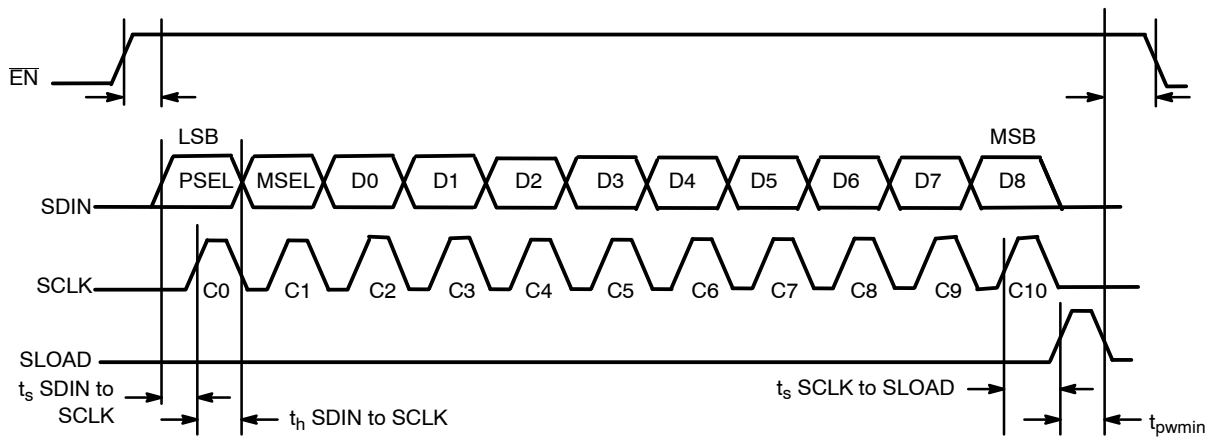 EN
LSB MSB
PSEL MSEL D0 D1 D2 D3 D4 D5 D6 D7 D8
SDIN
SCLK C0 C1 C2 C3 C4 C5 C6 C7 C8 C9 C10
SLOAD
ts SDIN to
SCLK
th SDIN to SCLK
ts SCLK to SLOAD
tpwmin